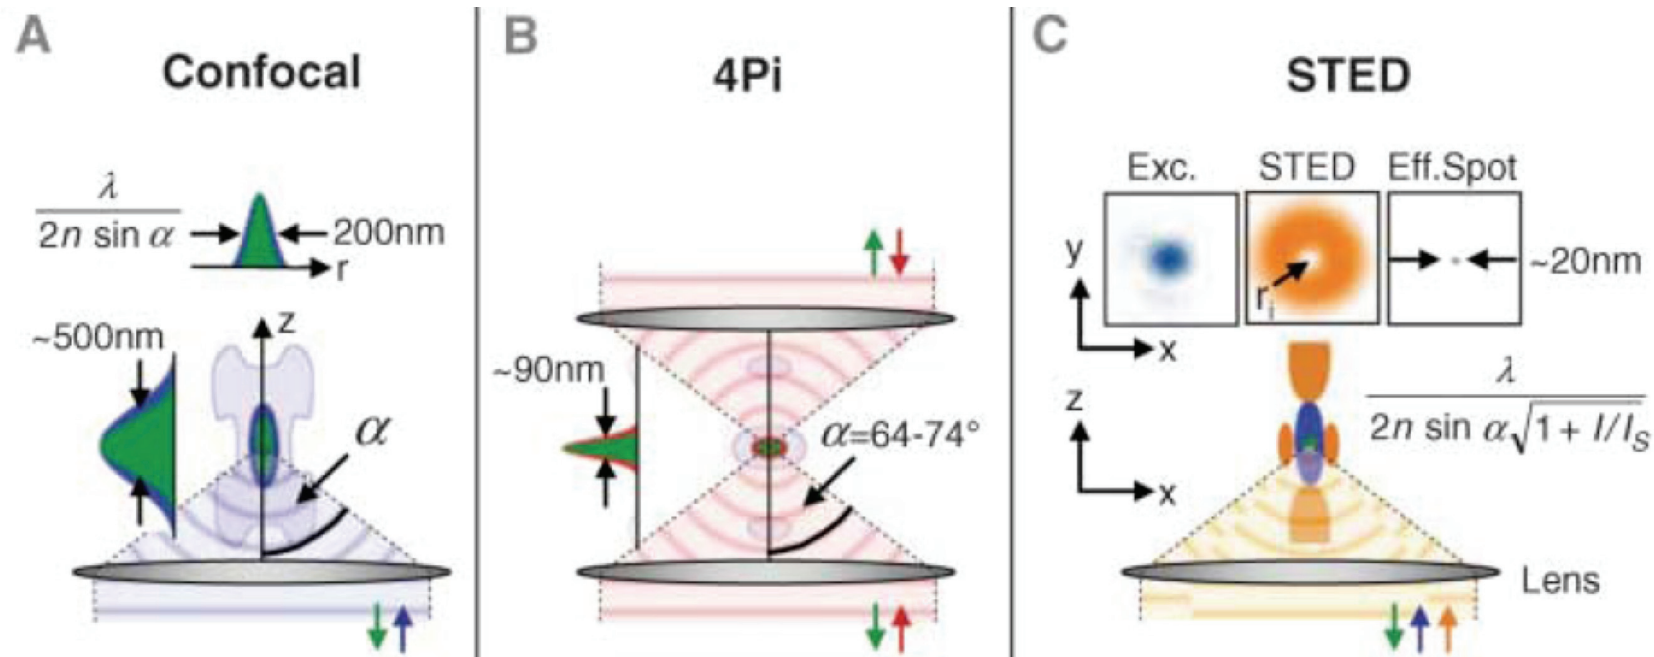 A
Confocal
λ
2n sin α
200nm
r
~500nm
z
α
B
4Pi
~90nm
α=64-74°
C
STED
Exc.
STED
Eff.Spot
y
rᵢ
~20nm
x
z
λ
2n sin α√1 + I/I_S
x
Lens